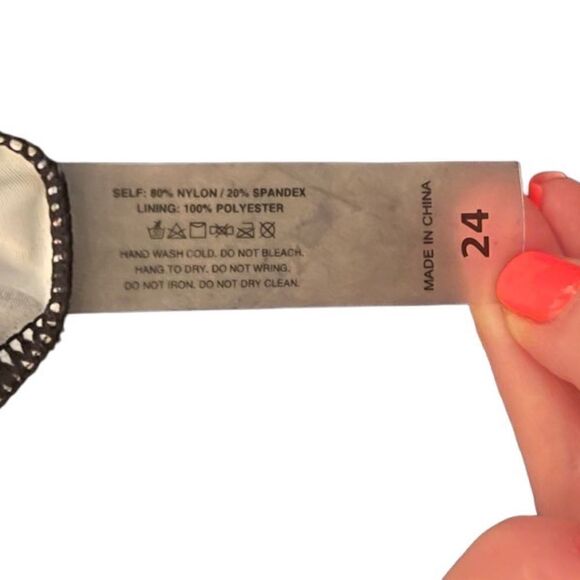 SELF: 80% NYLON / 20% SPANDEX
LINING: 100% POLYESTER
HAND WASH COLD. DO NOT BLEACH.
HANG TO DRY. DO NOT WRING.
DO NOT IRON. DO NOT DRY CLEAN.
MADE IN CHINA
24